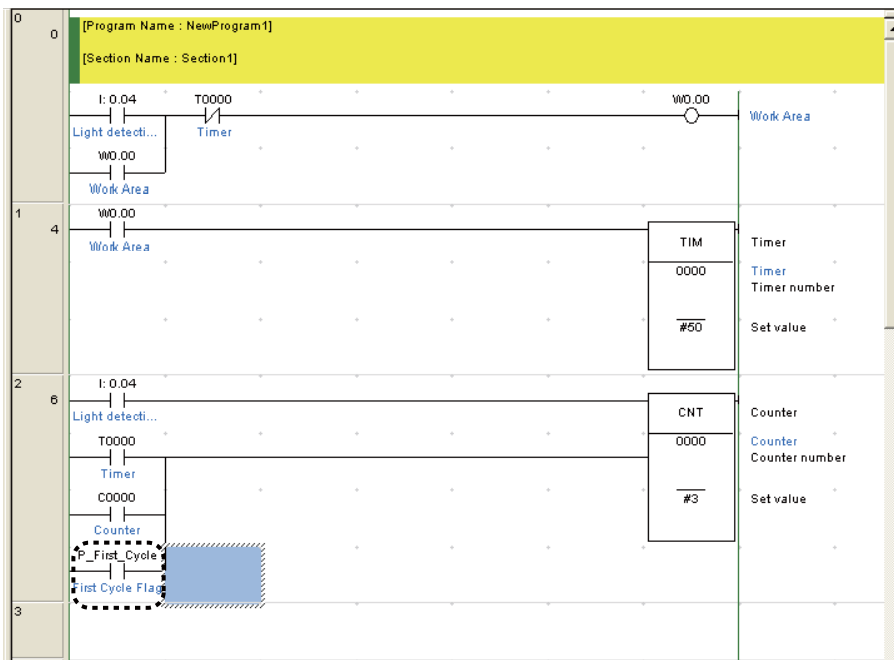 0
0
[Program Name : NewProgram1]
[Section Name : Section1]
I: 0.04
T0000
W0.00
Light detecti...
Timer
Work Area
W0.00
Work Area
1
4
W0.00
Work Area
TIM
Timer
0000
Timer
Timer number
#50
Set value
2
6
I: 0.04
Light detecti...
CNT
Counter
T0000
Timer
0000
Counter
Counter number
C0000
Counter
#3
Set value
P_First_Cycle
First Cycle Flag
3